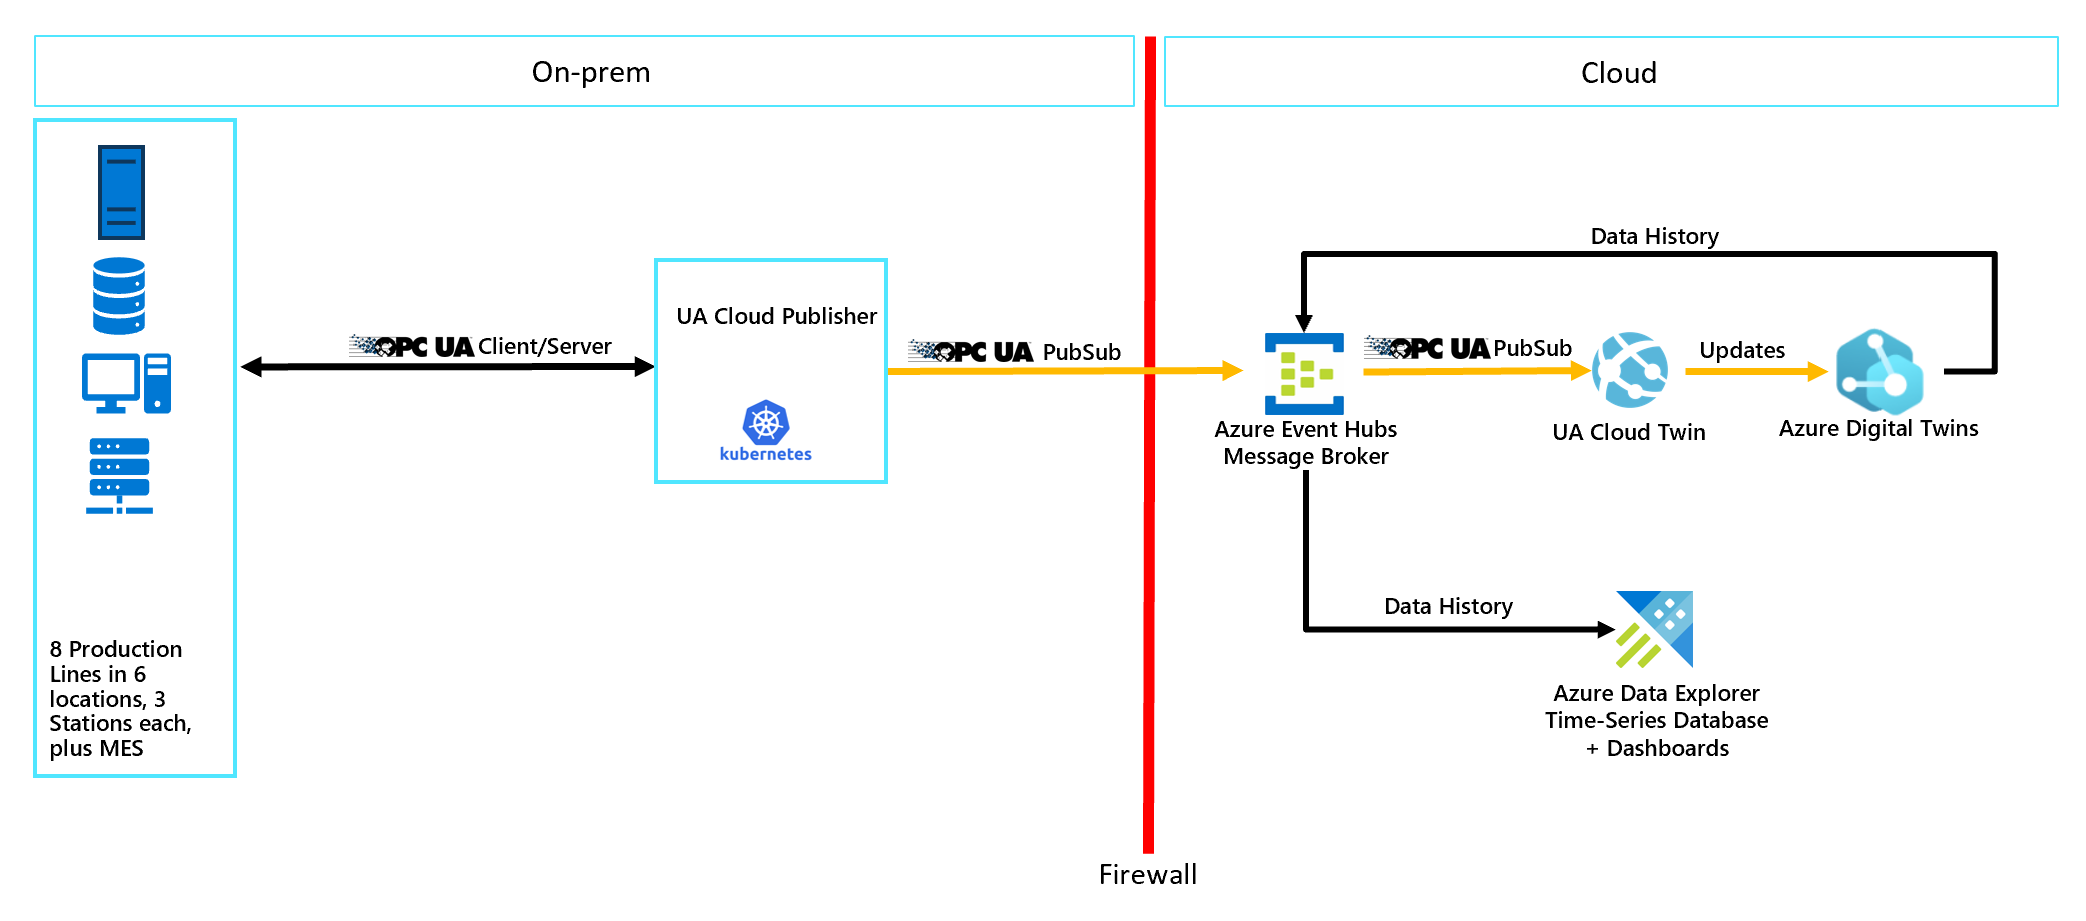 On-prem
Cloud
Data History
UA Cloud Publisher
OPC UA Client/Server
OPC UA PubSub
OPC UA PubSub
Updates
kubernetes
Azure Event Hubs
Message Broker
UA Cloud Twin
Azure Digital Twins
Data History
8 Production
Lines in 6
locations, 3
Stations each,
plus MES
Azure Data Explorer
Time-Series Database
+ Dashboards
Firewall